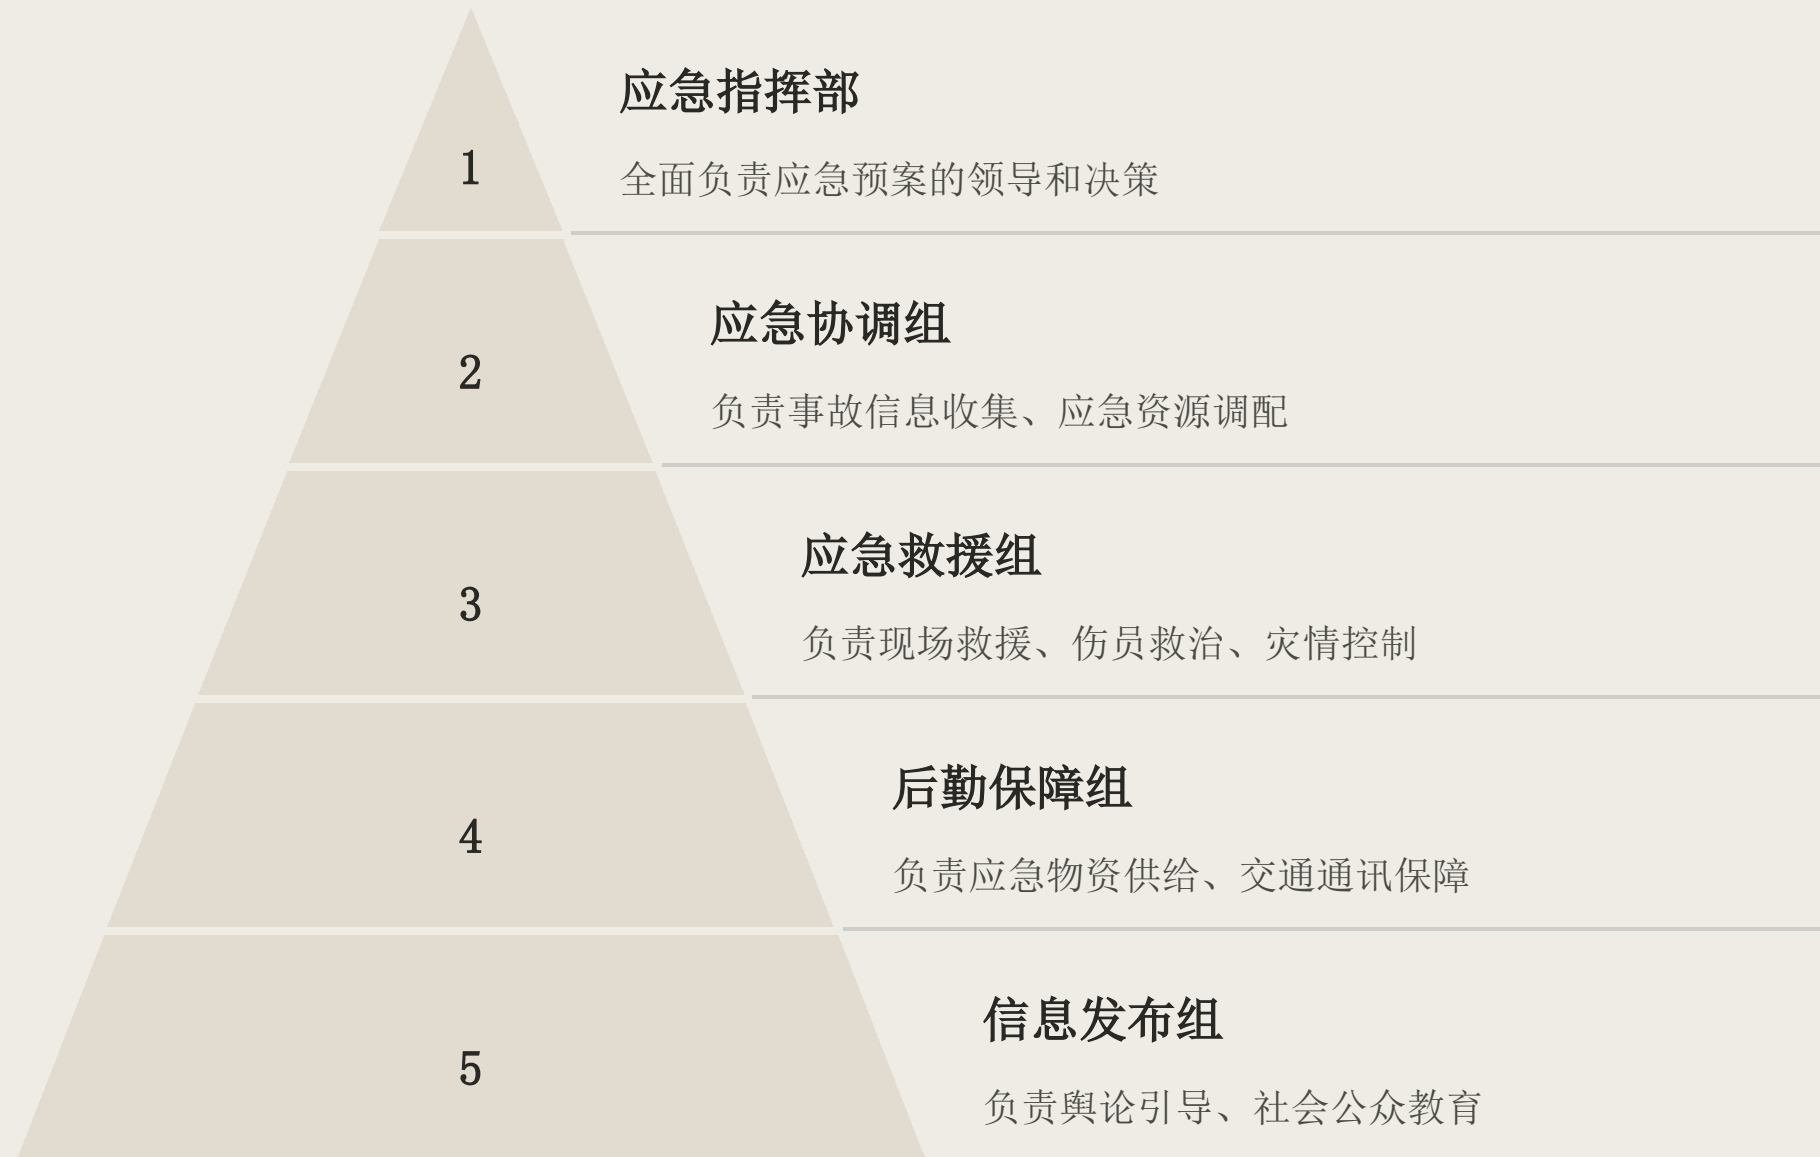 应急指挥部
1
全面负责应急预案的领导和决策
应急协调组
2
负责事故信息收集、应急资源调配
应急救援组
3
负责现场救援、伤员救治、灾情控制
后勤保障组
4
负责应急物资供给、交通通讯保障
信息发布组
5
负责舆论引导、社会公众教育